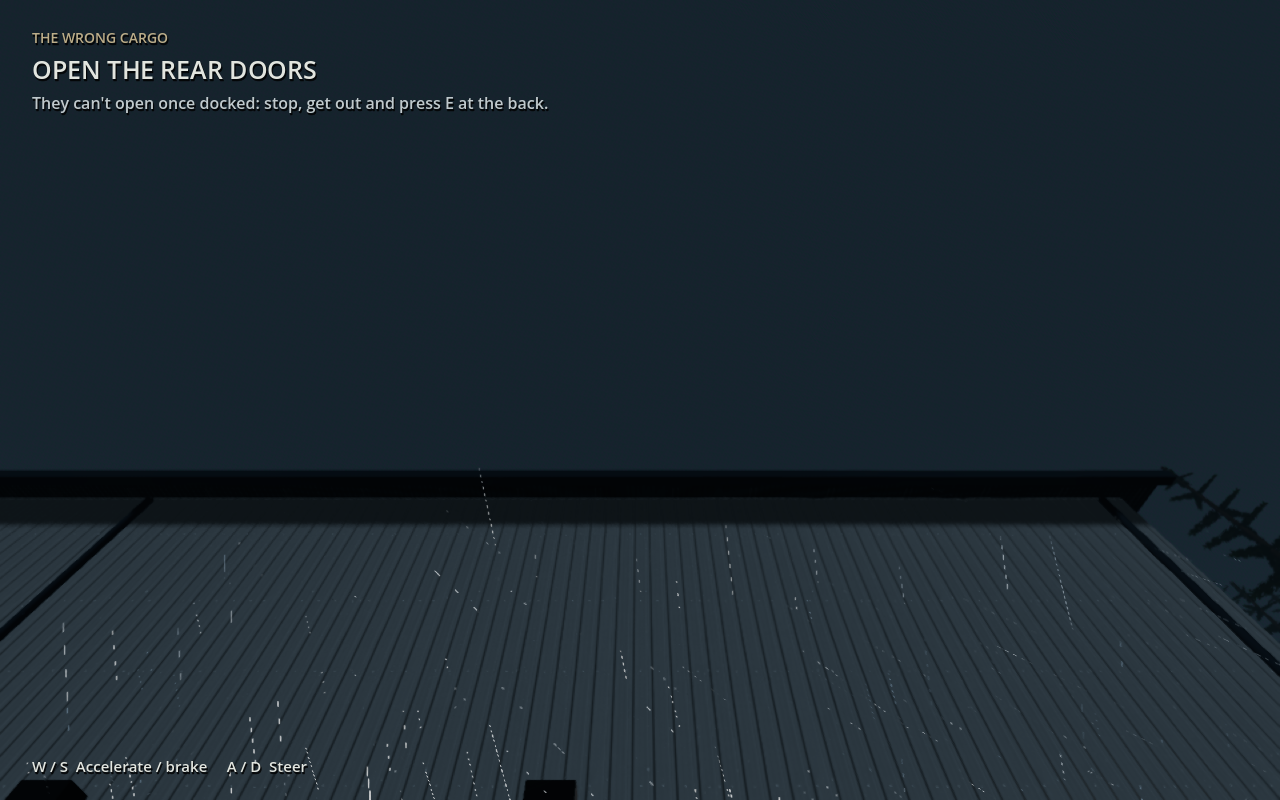 THE WRONG CARGO
OPEN THE REAR DOORS
They can't open once docked: stop, get out and press E at the back.
W / S Accelerate / brake A / D Steer